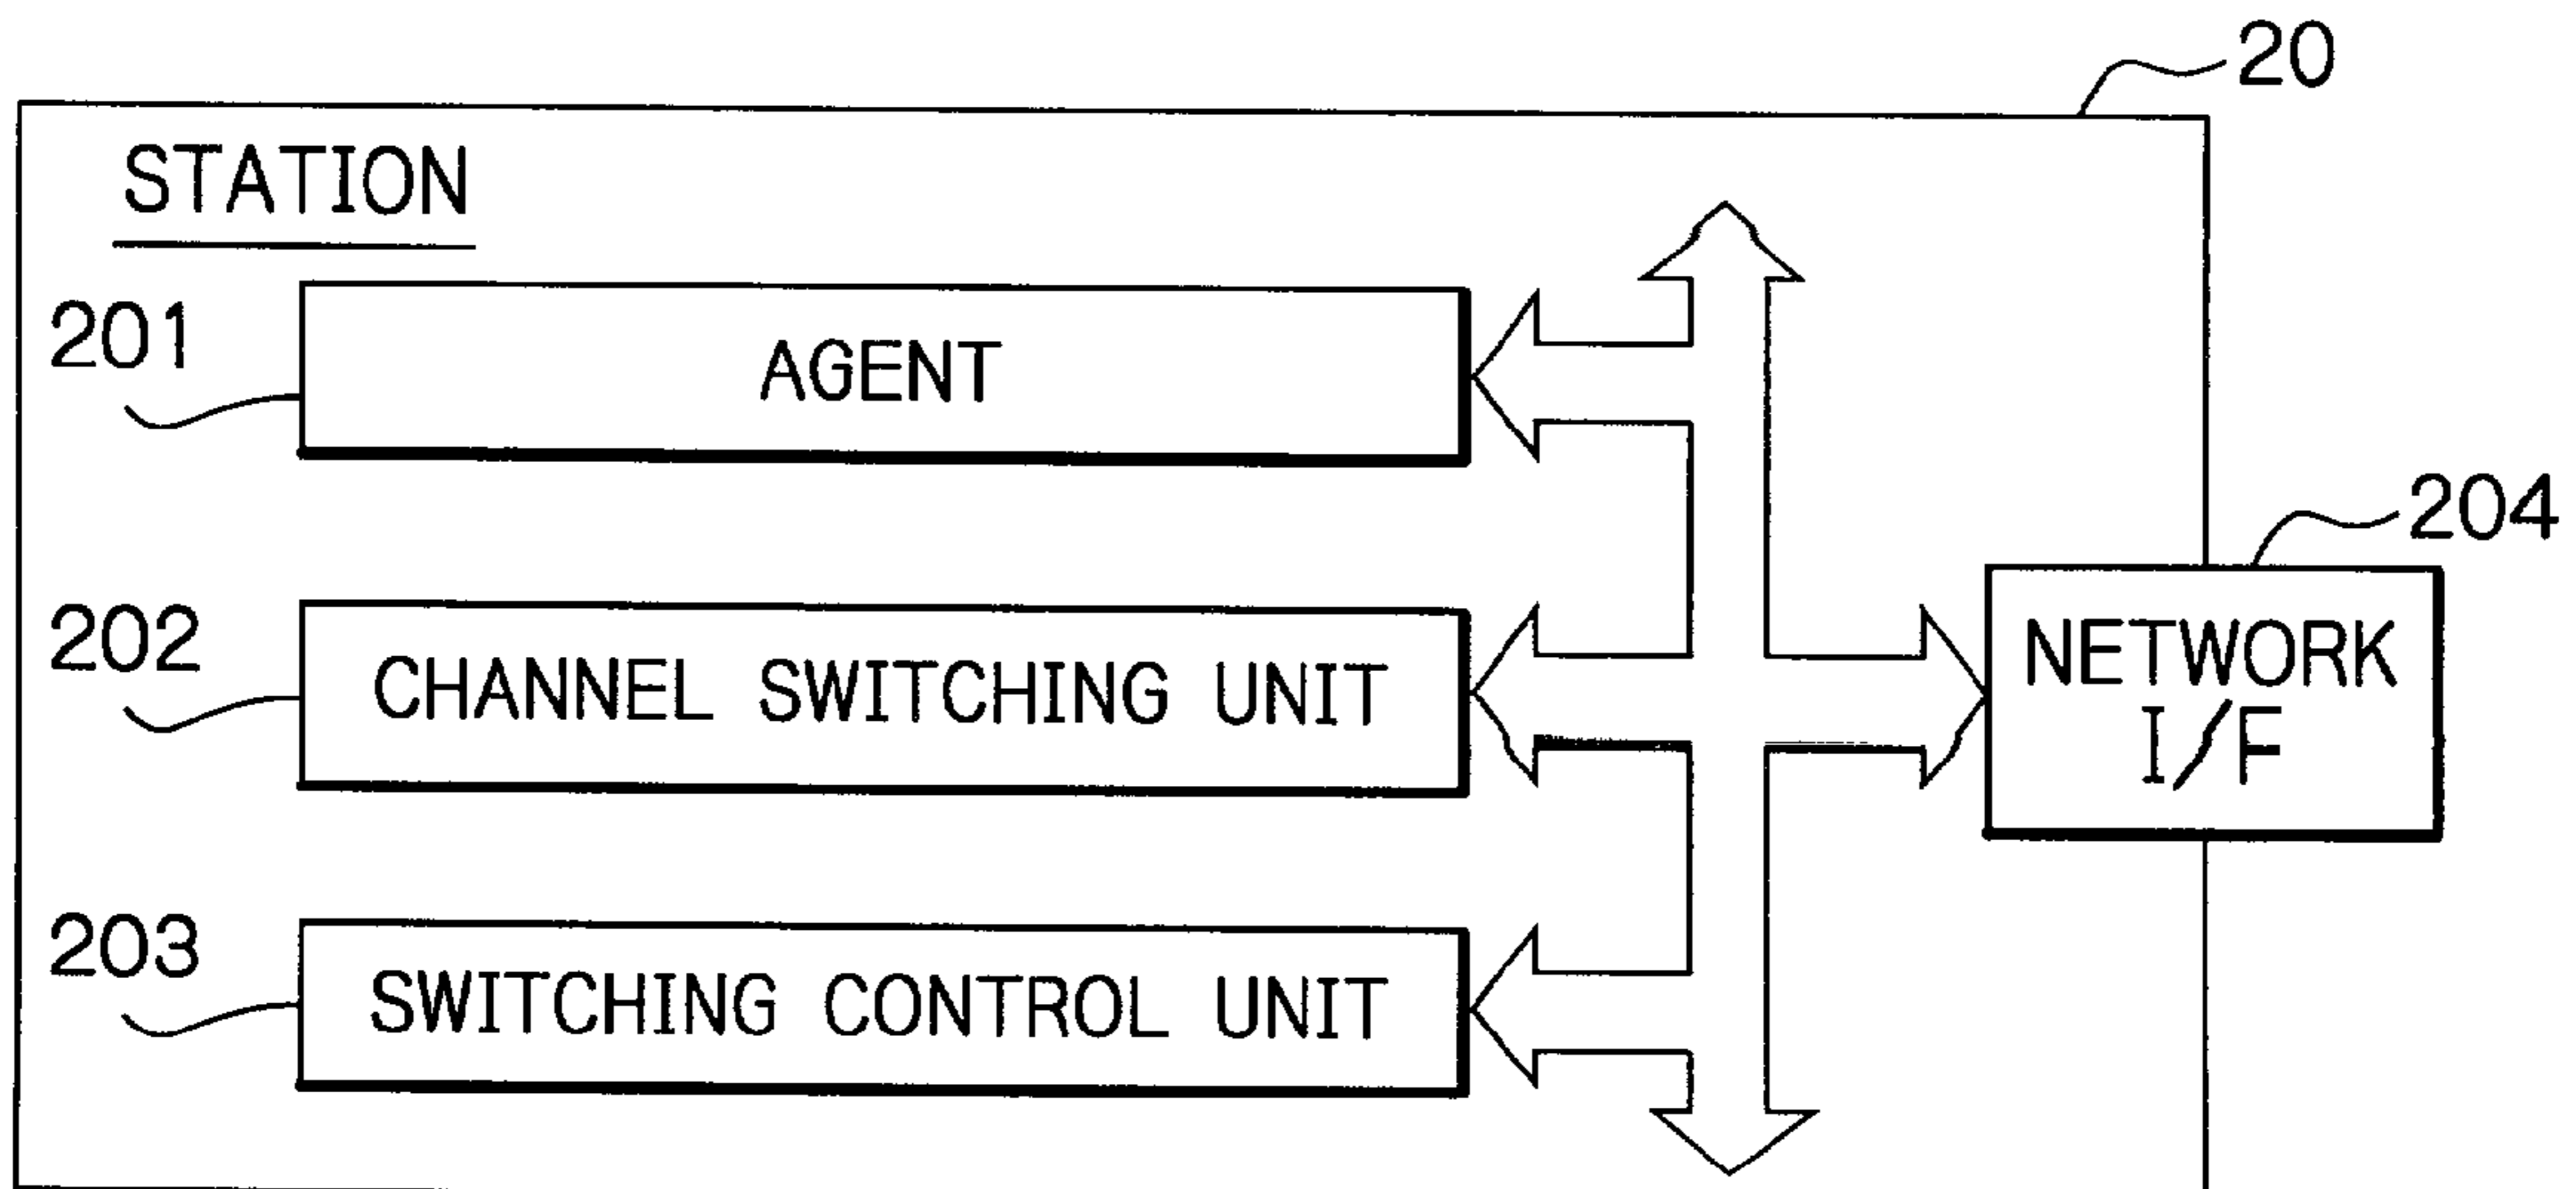 20
STATION
201
AGENT
204
202
CHANNEL SWITCHING UNIT
NETWORK
I/F
203
SWITCHING CONTROL UNIT